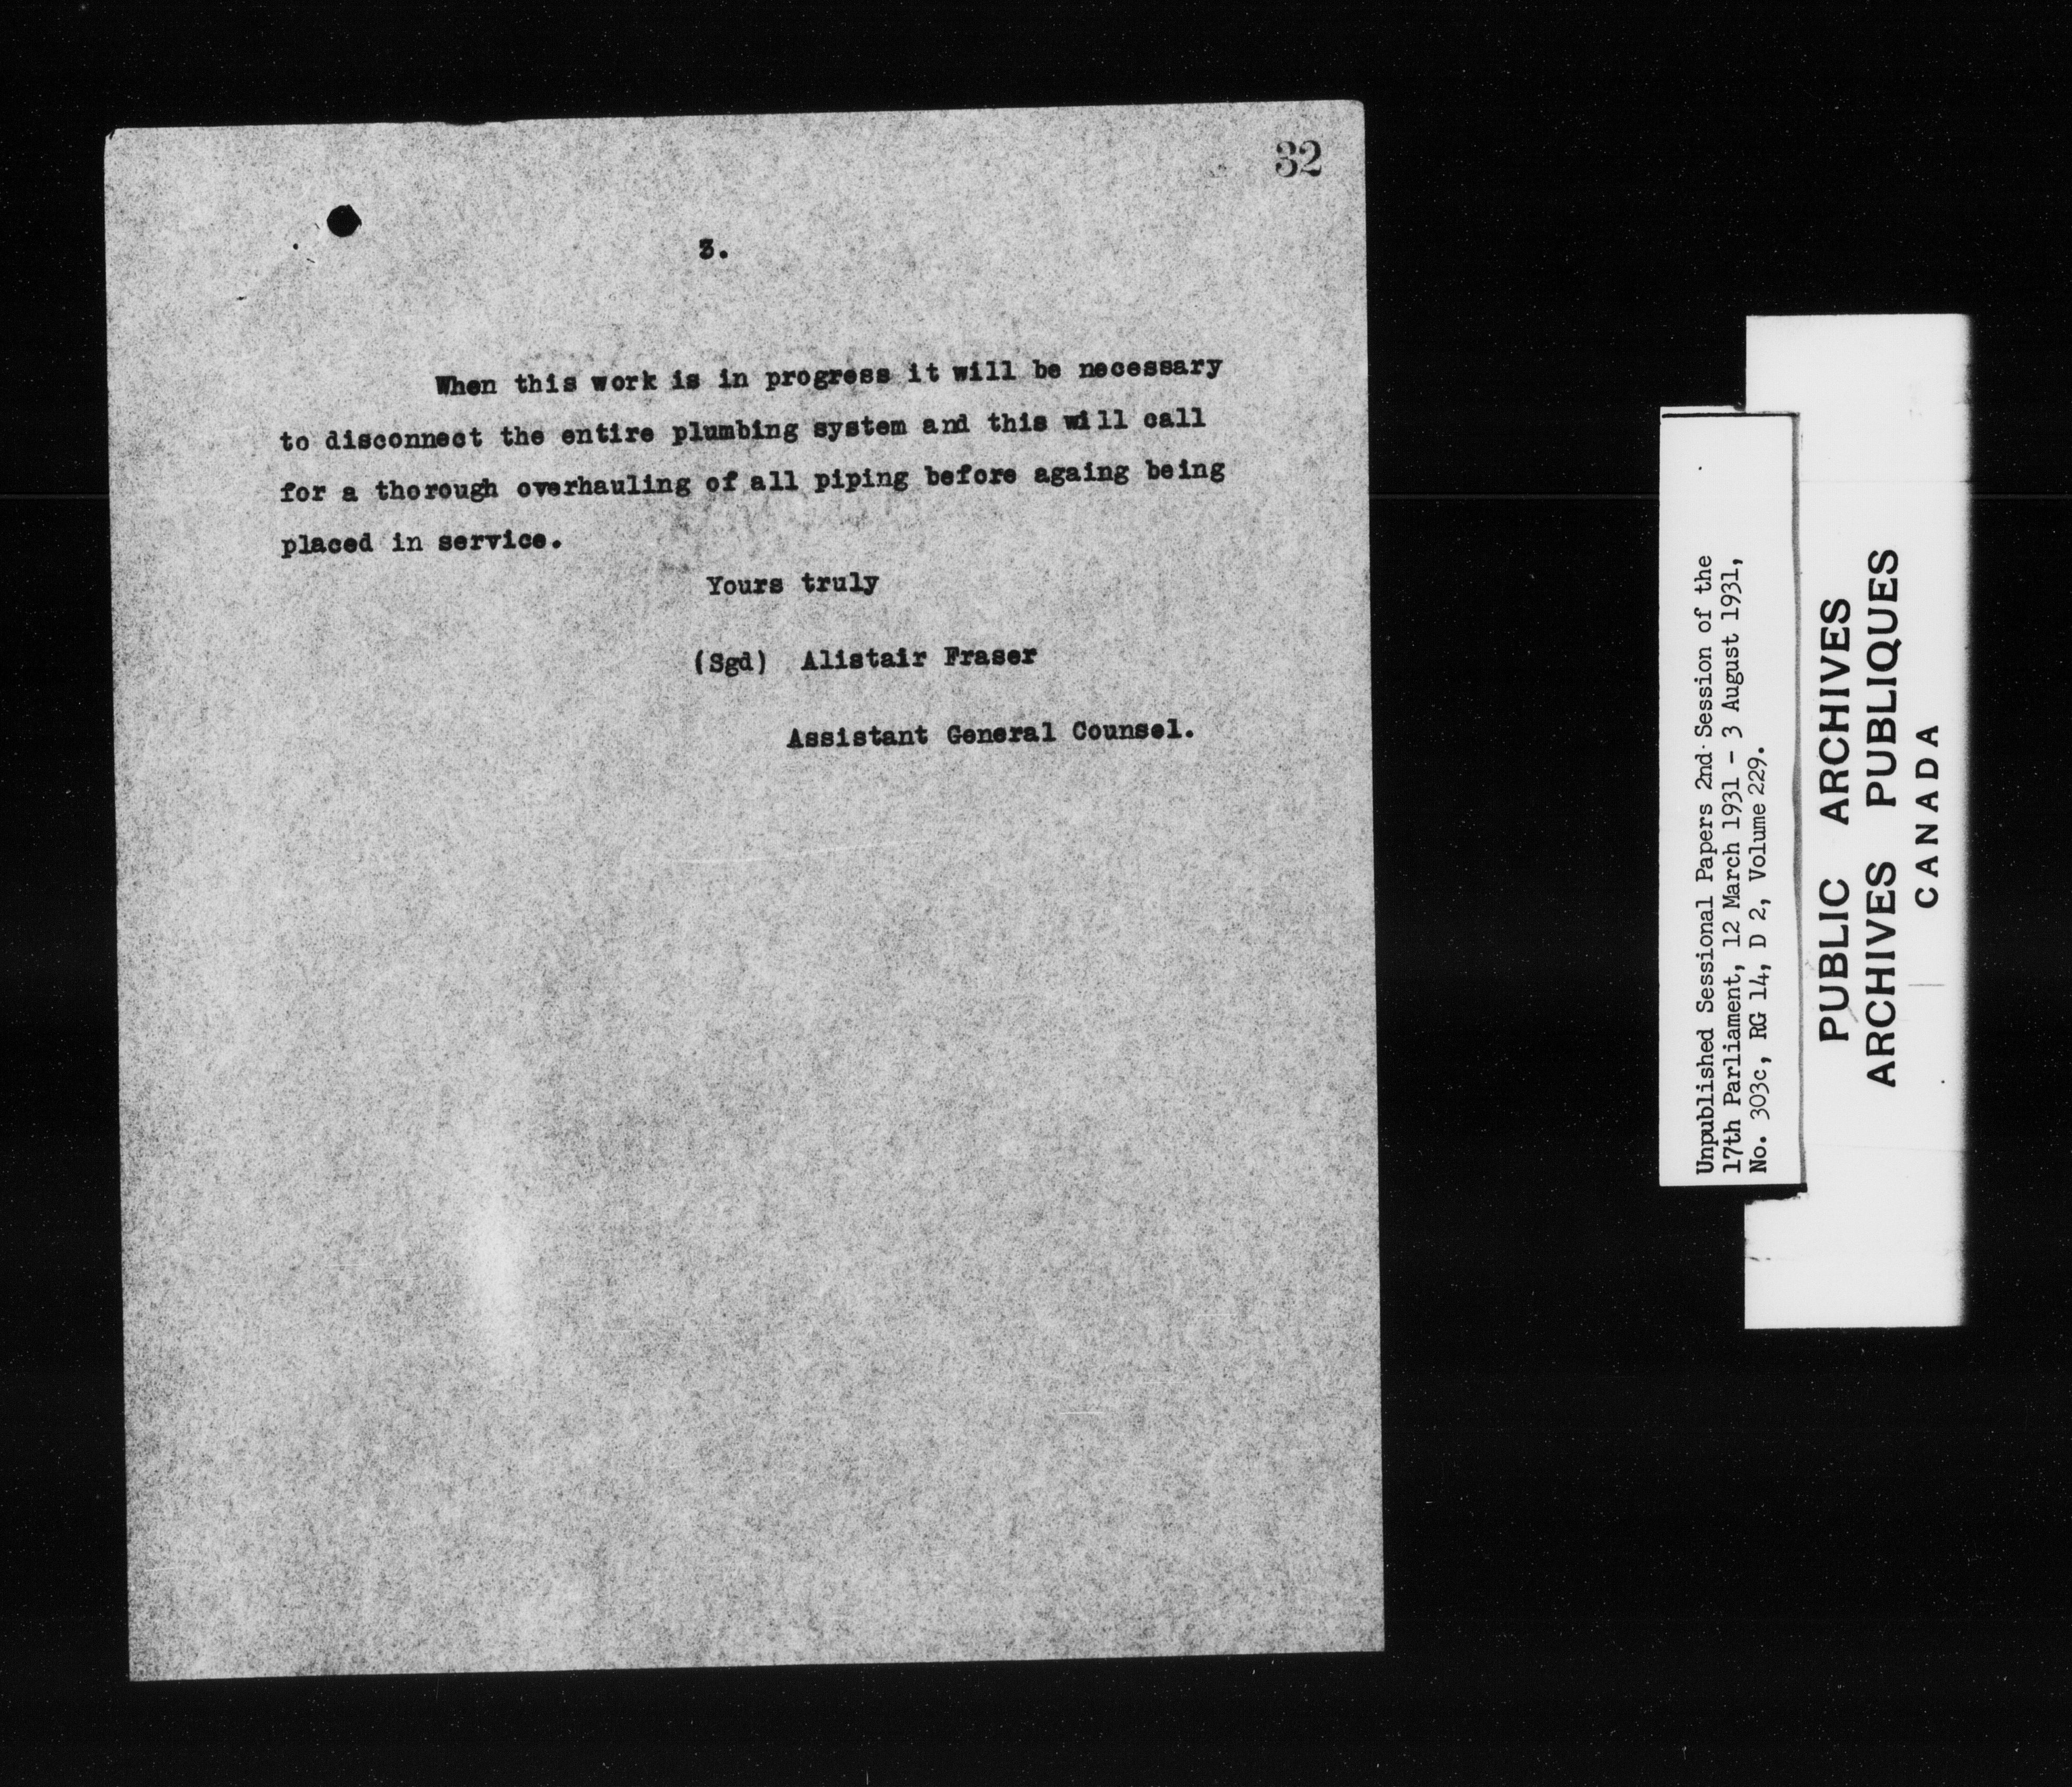 32
3.
When this work is in progress it will be necessary
to disconnect the entire plumbing system and this will call
for a thorough overhauling of all piping before againg being
placed in service.
Yours truly
(Sgd) Alistair Fraser
Assistant General Counsel.
Unpublished Sessional Papers 2nd Session of the
17th Parliament, 12 March 1931 - 3 August 1931,
No. 303c, RG 14, D 2, Volume 229.
PUBLIC ARCHIVES
ARCHIVES PUBLIQUES
CANADA